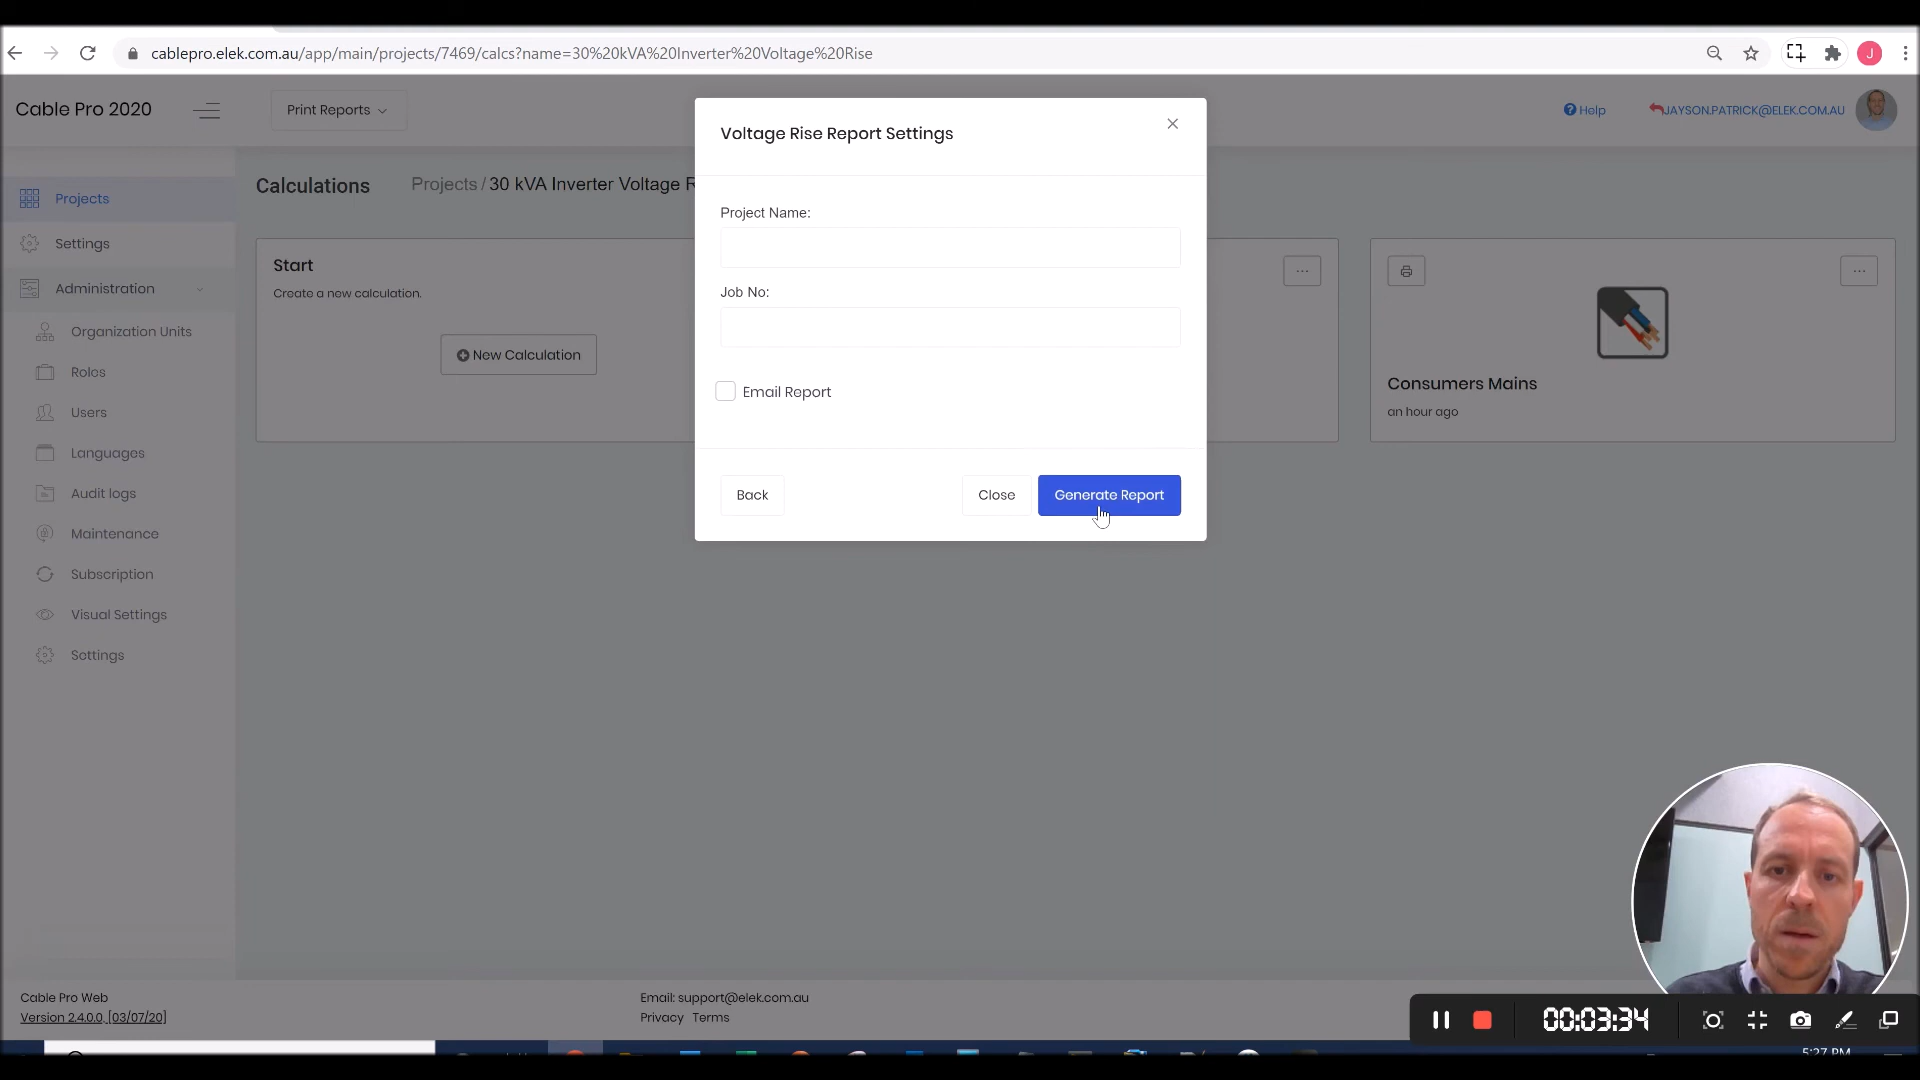 cablepro.elek.com.au/app/main/projects/7469/calcs?name=30%20kVA%20Inverter%20Voltage%20Rise
J
Cable Pro 2020
Print Reports
Help
JAYSON.PATRICK@ELEK.COM.AU
Voltage Rise Report Settings
Projects
Settings
Administration
Organization Units
Roles
Users
Languages
Audit logs
Maintenance
Subscription
Visual Settings
Settings
Calculations
Projects / 30 kVA Inverter Voltage R
Start
Create a new calculation.
New Calculation
Project Name:
Job No:
Email Report
Back
Close
Generate Report
...
...
Consumers Mains
an hour ago
Cable Pro Web
Version 2.4.0.0, [03/07/20]
Email: support@elek.com.au
Privacy Terms
00:03:34
5:27 PM